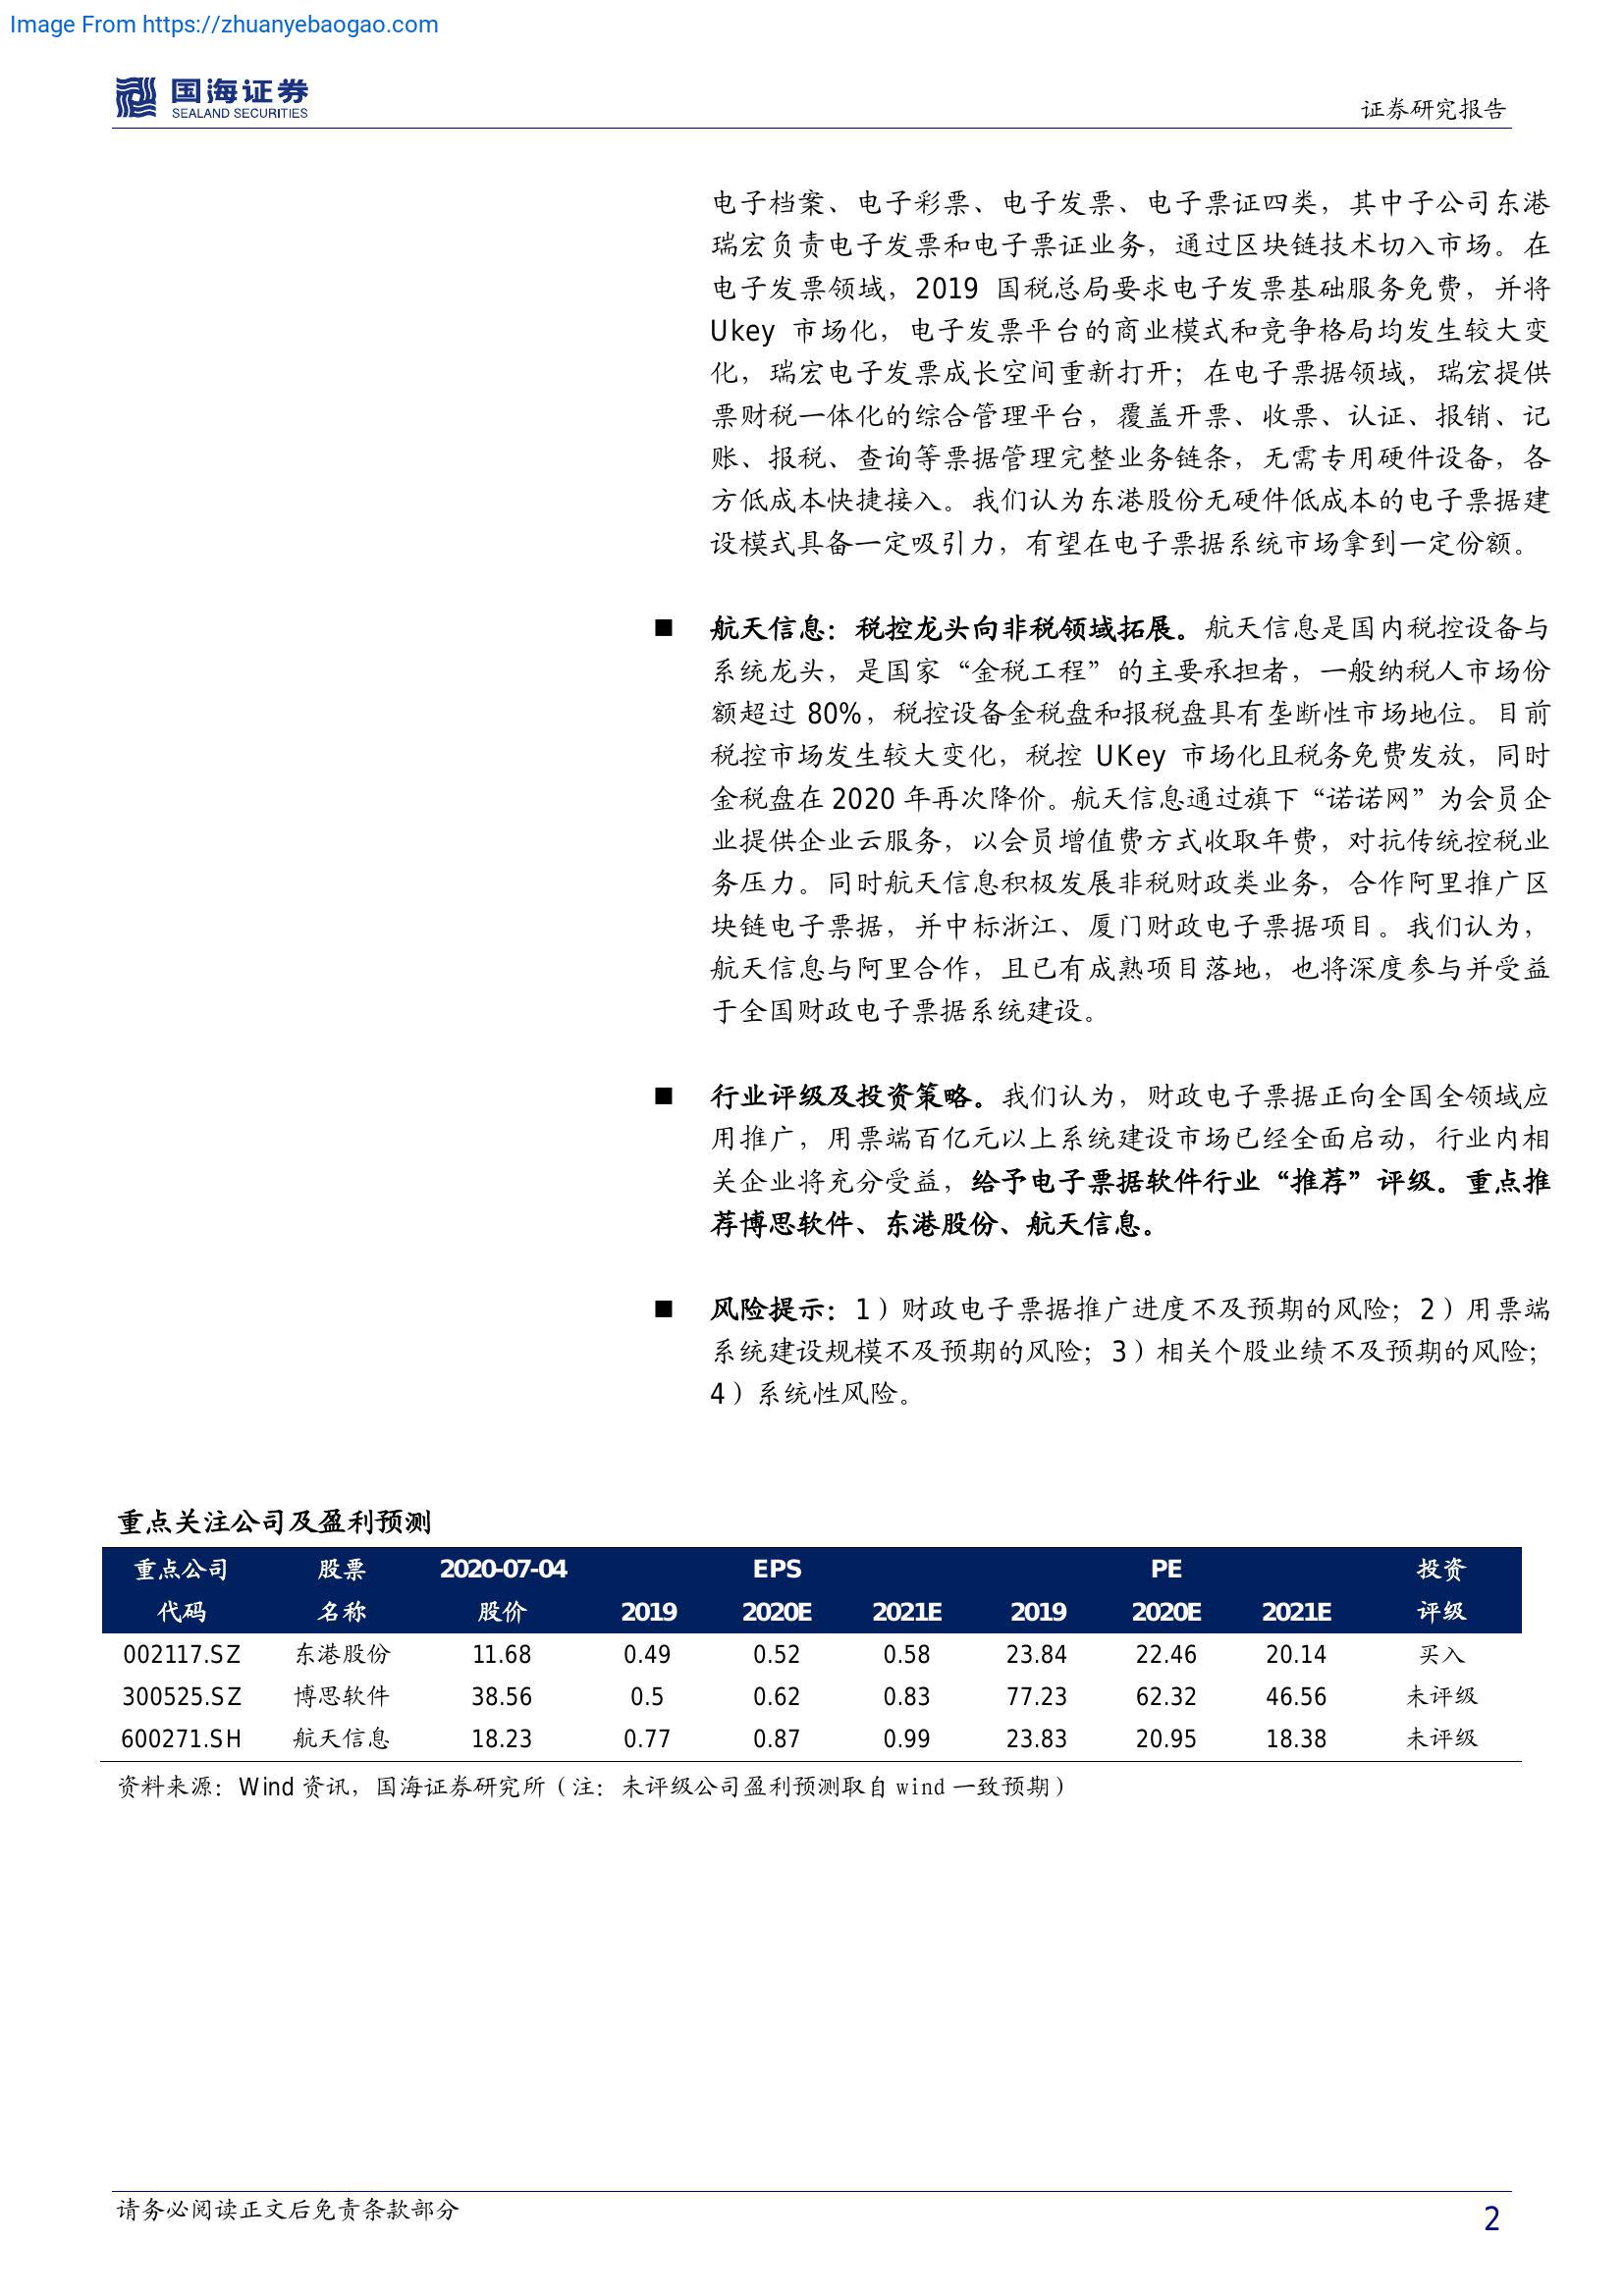 Image From https://zhuanyebaogao.com
国海证券
SEALAND SECURITIES
证券研究报告
电子档案、电子彩票、电子发票、电子票证四类，其中子公司东港
瑞宏负责电子发票和电子票证业务，通过区块链技术切入市场。在
电子发票领域，2019 国税总局要求电子发票基础服务免费，并将
Ukey 市场化，电子发票平台的商业模式和竞争格局均发生较大变
化，瑞宏电子发票成长空间重新打开；在电子票据领域，瑞宏提供
票财税一体化的综合管理平台，覆盖开票、收票、认证、报销、记
账、报税、查询等票据管理完整业务链条，无需专用硬件设备，各
方低成本快捷接入。我们认为东港股份无硬件低成本的电子票据建
设模式具备一定吸引力，有望在电子票据系统市场拿到一定份额。
■ 航天信息：税控龙头向非税领域拓展。航天信息是国内税控设备与
系统龙头，是国家“金税工程”的主要承担者，一般纳税人市场份
额超过 80%，税控设备金税盘和报税盘具有垄断性市场地位。目前
税控市场发生较大变化，税控 UKey 市场化且税务免费发放，同时
金税盘在 2020 年再次降价。航天信息通过旗下“诺诺网”为会员企
业提供企业云服务，以会员增值费方式收取年费，对抗传统控税业
务压力。同时航天信息积极发展非税财政类业务，合作阿里推广区
块链电子票据，并中标浙江、厦门财政电子票据项目。我们认为，
航天信息与阿里合作，且已有成熟项目落地，也将深度参与并受益
于全国财政电子票据系统建设。
■ 行业评级及投资策略。我们认为，财政电子票据正向全国全领域应
用推广，用票端百亿元以上系统建设市场已经全面启动，行业内相
关企业将充分受益，给予电子票据软件行业“推荐”评级。重点推
荐博思软件、东港股份、航天信息。
■ 风险提示：1）财政电子票据推广进度不及预期的风险；2）用票端
系统建设规模不及预期的风险；3）相关个股业绩不及预期的风险；
4）系统性风险。
重点关注公司及盈利预测
重点公司 股票 2020-07-04 EPS PE 投资
代码 名称 股价 2019 2020E 2021E 2019 2020E 2021E 评级
002117.SZ 东港股份 11.68 0.49 0.52 0.58 23.84 22.46 20.14 买入
300525.SZ 博思软件 38.56 0.5 0.62 0.83 77.23 62.32 46.56 未评级
600271.SH 航天信息 18.23 0.77 0.87 0.99 23.83 20.95 18.38 未评级
资料来源：Wind 资讯，国海证券研究所（注：未评级公司盈利预测取自 wind 一致预期）
请务必阅读正文后免责条款部分
2